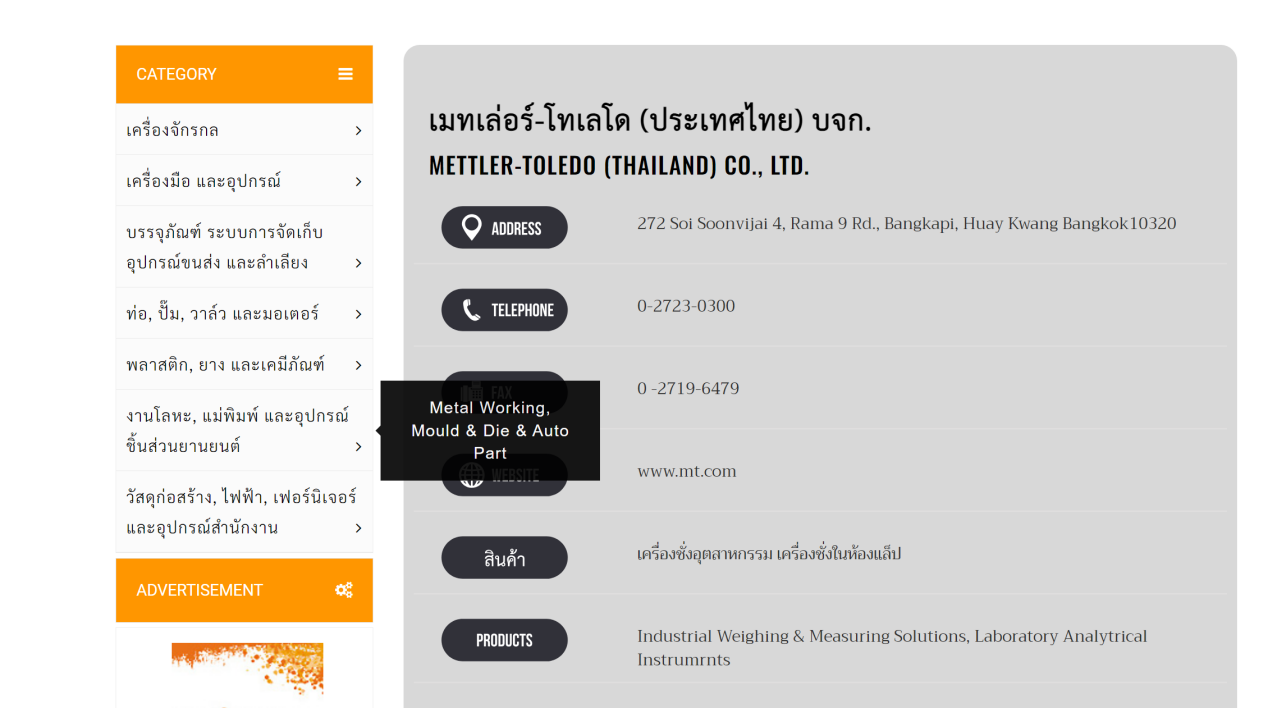 CATEGORY
เครื่องจักรกล
เครื่องมือ และอุปกรณ์
บรรจุภัณฑ์ ระบบการจัดเก็บ
อุปกรณ์ขนส่ง และลำเลียง
ท่อ, ปั๊ม, วาล์ว และมอเตอร์
พลาสติก, ยาง และเคมีภัณฑ์
งานโลหะ, แม่พิมพ์ และอุปกรณ์
ชิ้นส่วนยานยนต์
วัสดุก่อสร้าง, ไฟฟ้า, เฟอร์นิเจอร์
และอุปกรณ์สำนักงาน
ADVERTISEMENT
Metal Working,
Mould & Die & Auto
Part
เมทเล่อร์-โทเลโด (ประเทศไทย) บจก.
METTLER-TOLEDO (THAILAND) CO., LTD.
ADDRESS 272 Soi Soonvijai 4, Rama 9 Rd., Bangkapi, Huay Kwang Bangkok10320
TELEPHONE 0-2723-0300
FAX 0 -2719-6479
WEBSITE www.mt.com
สินค้า เครื่องชั่งอุตสาหกรรม เครื่องชั่งในห้องแล็ป
PRODUCTS Industrial Weighing & Measuring Solutions, Laboratory Analytrical
Instrumrnts